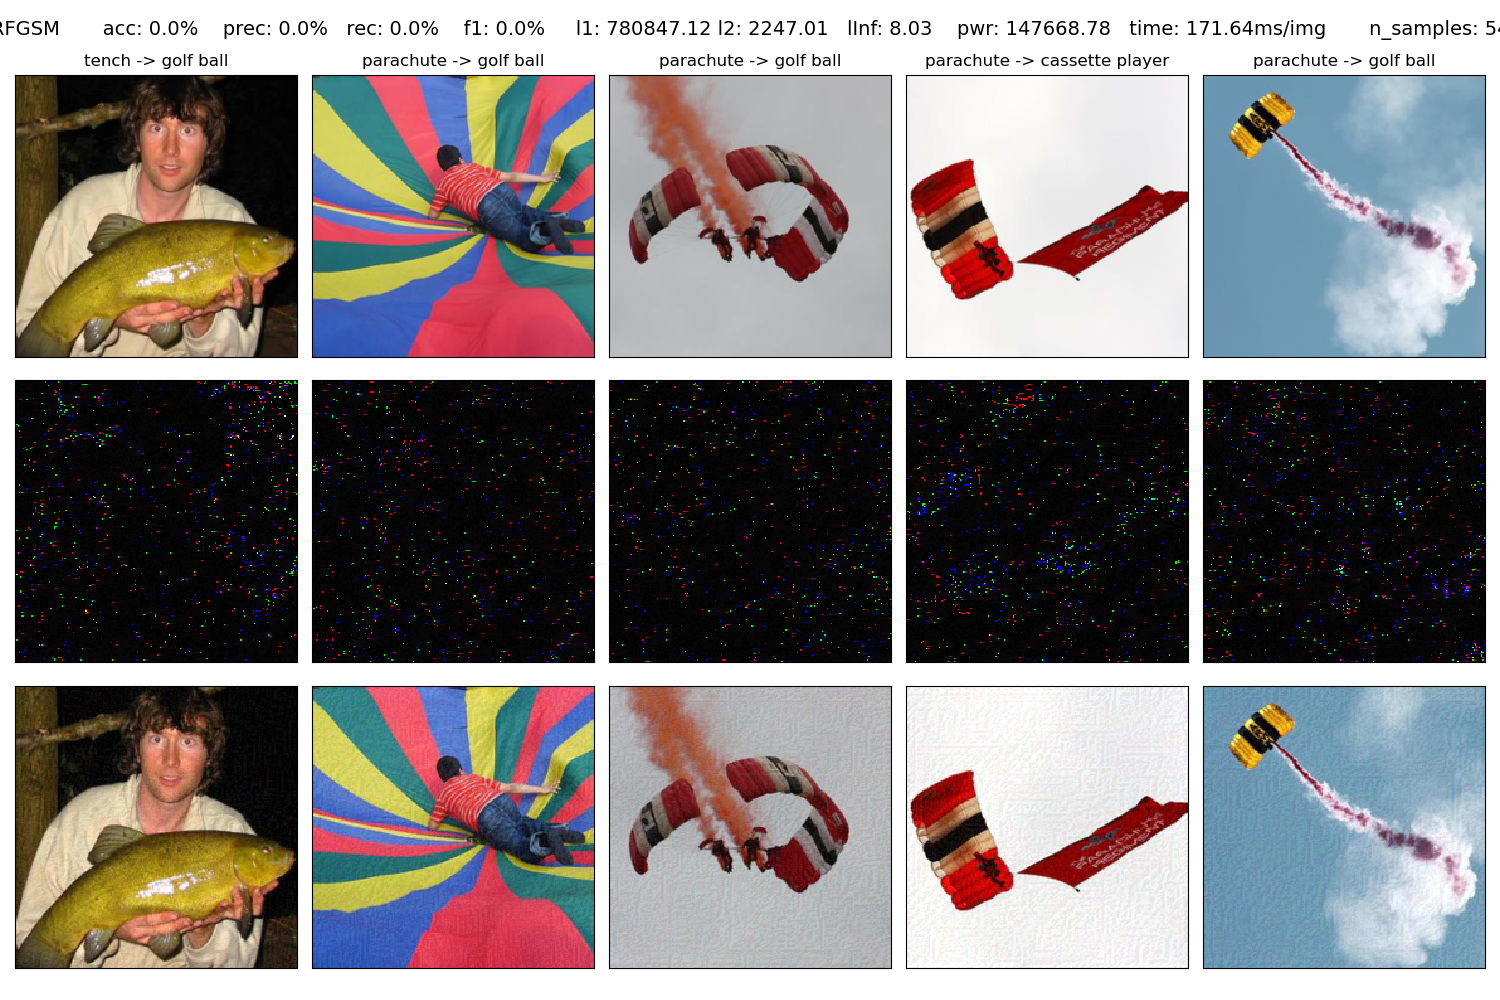 RFGSM acc: 0.0% prec: 0.0% rec: 0.0% f1: 0.0% l1: 780847.12 l2: 2247.01 lInf: 8.03 pwr: 147668.78 time: 171.64ms/img n_samples: 54
tench -> golf ball
parachute -> golf ball
parachute -> golf ball
parachute -> cassette player
parachute -> golf ball